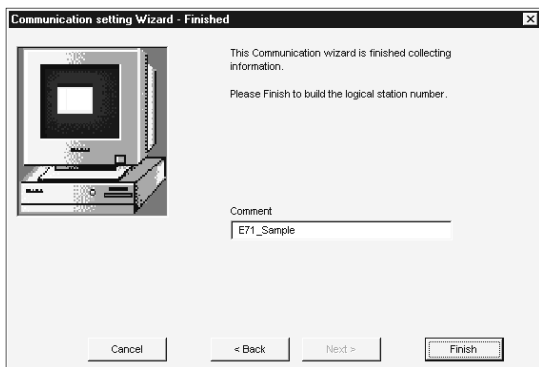 Communication setting Wizard - Finished
This Communication wizard is finished collecting
information.
Please Finish to build the logical station number.
Comment
E71_Sample
Cancel
< Back
Next >
Finish